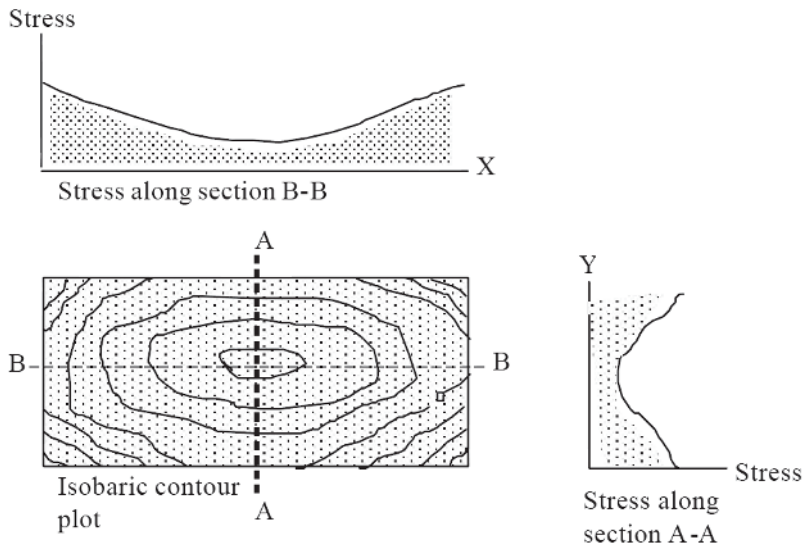 Stress
X
Stress along section B-B
A
Y
B
B
Stress
Isobaric contour
plot
A
Stress along
section A-A